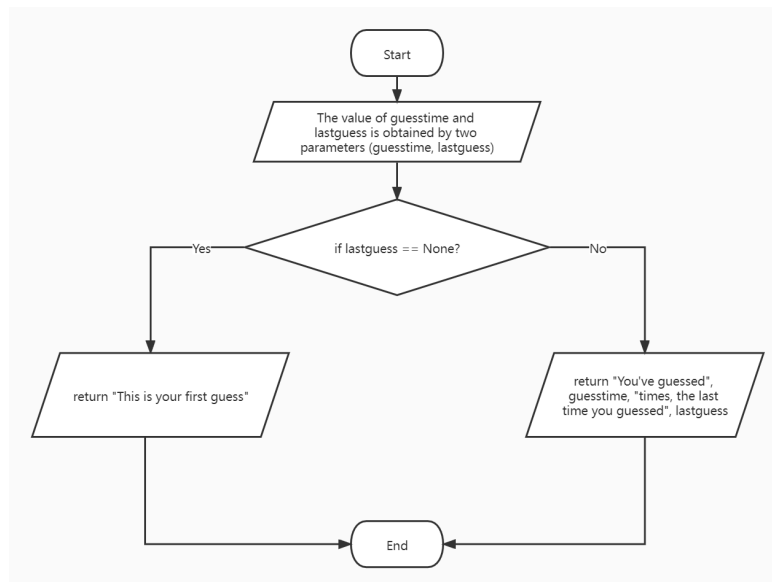 Start
The value of guesstime and
lastguess is obtained by two
parameters (guesstime, lastguess)
if lastguess == None?
Yes
No
return "This is your first guess"
return "You've guessed",
guesstime, "times, the last
time you guessed", lastguess
End